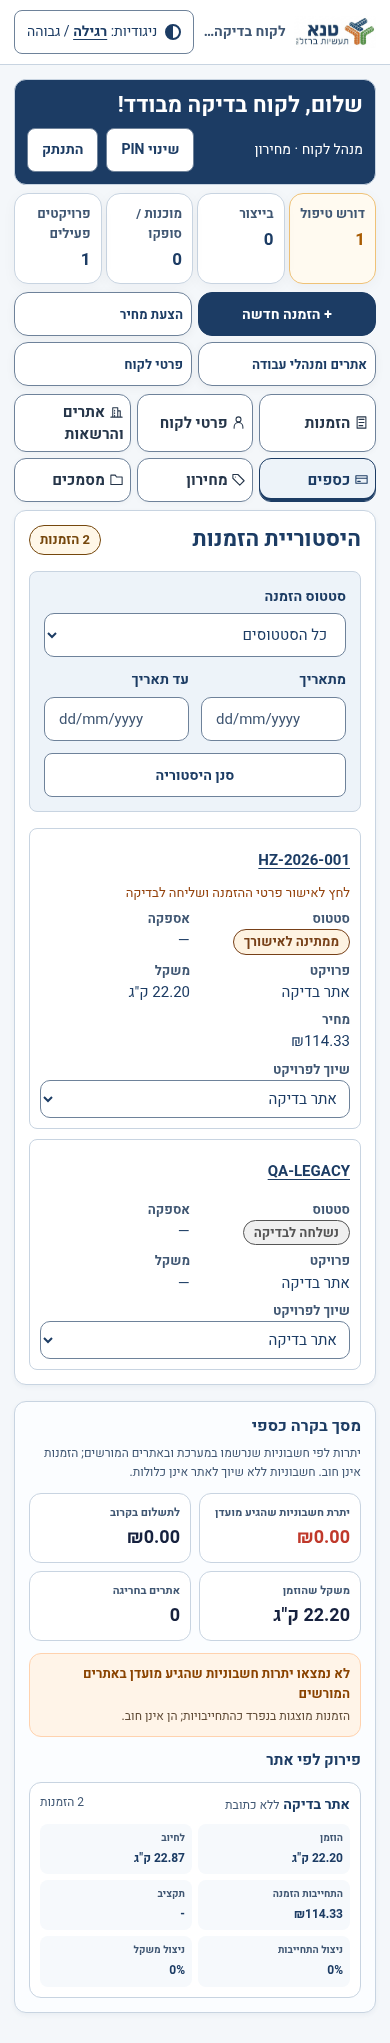 טנא
תעשיות ברזל
לקוח בדיקה...
ניגודיות: רגילה / גבוהה
שלום, לקוח בדיקה מבודד!
מנהל לקוח · מחירון
שינוי PIN
התנתק
דורש טיפול
1
בייצור
0
מוכנות / סופקו
0
פרויקטים פעילים
1
+ הזמנה חדשה
הצעת מחיר
אתרים ומנהלי עבודה
פרטי לקוח
הזמנות
פרטי לקוח
אתרים והרשאות
כספים
מחירון
מסמכים
היסטוריית הזמנות
2 הזמנות
סטטוס הזמנה
כל הסטטוסים
מתאריך
עד תאריך
dd/mm/yyyy
dd/mm/yyyy
סנן היסטוריה
HZ-2026-001
לחץ לאישור פרטי ההזמנה ושליחה לבדיקה
סטטוס
אספקה
ממתינה לאישורך
—
פרויקט
משקל
אתר בדיקה
22.20 ק"ג
מחיר
₪114.33
שיוך לפרויקט
אתר בדיקה
QA-LEGACY
סטטוס
אספקה
נשלחה לבדיקה
—
פרויקט
משקל
אתר בדיקה
—
שיוך לפרויקט
אתר בדיקה
מסך בקרה כספי
יתרות לפי חשבוניות שנרשמו במערכת ובאתרים המורשים; הזמנות
אינן חוב. חשבוניות ללא שיוך לאתר אינן כלולות.
יתרת חשבוניות שהגיע מועדן
₪0.00
לתשלום בקרוב
₪0.00
משקל שהוזמן
22.20 ק"ג
אתרים בחריגה
0
לא נמצאו יתרות חשבוניות שהגיע מועדן באתרים
המורשים
הזמנות מוצגות בנפרד כהתחייבויות; הן אינן חוב.
פירוק לפי אתר
אתר בדיקה ללא כתובת
2 הזמנות
הוזמן
22.20 ק"ג
לחיוב
22.87 ק"ג
התחייבות הזמנה
₪114.33
תקציב
-
ניצול התחייבות
0%
ניצול משקל
0%